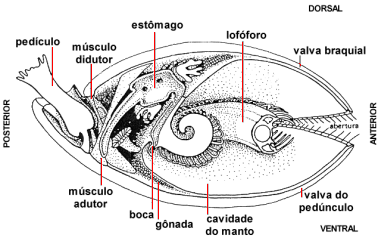 DORSAL
estômago
lofóforo
músculo
didutor
valva braquial
pedículo
POSTERIOR
ANTERIOR
abertura
músculo
adutor
boca
gônada
cavidade
do manto
valva do
pedúnculo
VENTRAL